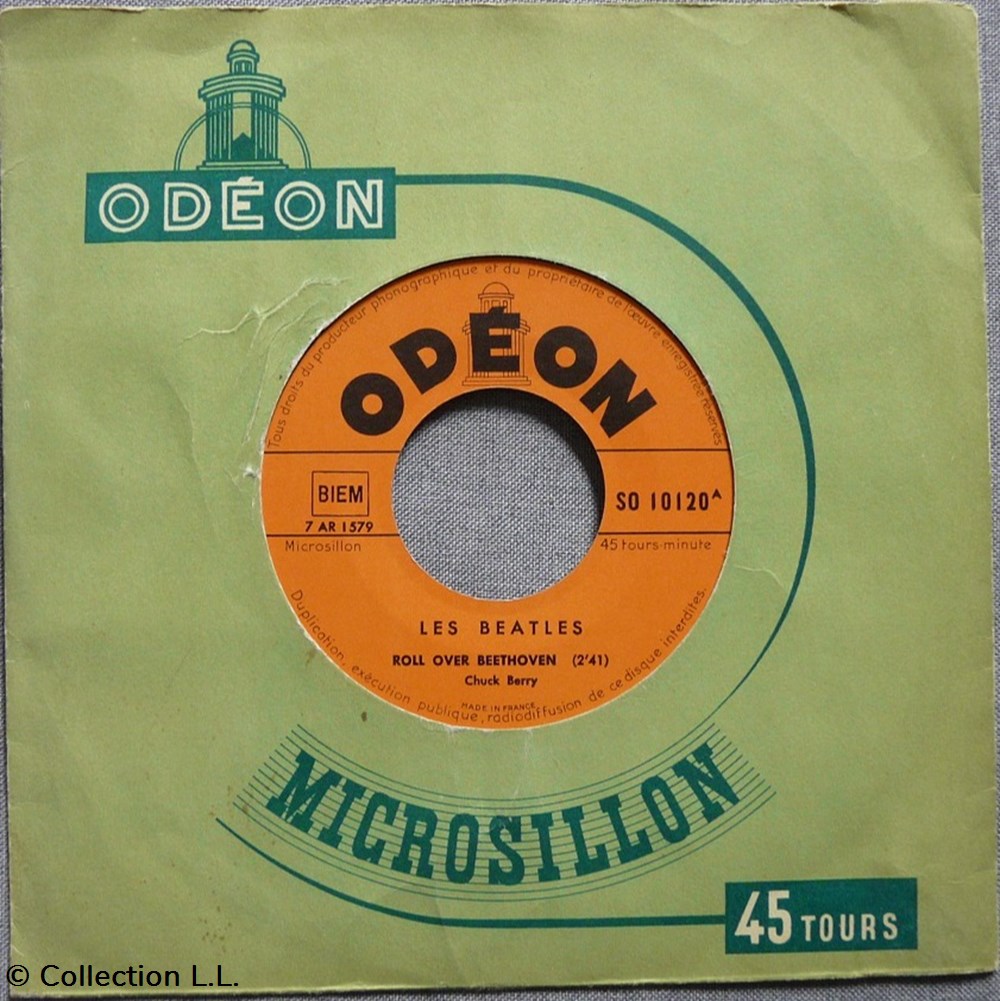 ODÉON
Tous droits du producteur phonographique et du propriétaire de l'œuvre enregistrée réservés
ODÉON
BIEM
7 AR 1579
SO 10120A
Microsillon
45 tours-minute
LES BEATLES
ROLL OVER BEETHOVEN (2'41)
Chuck Berry
MADE IN FRANCE
Duplication, exécution publique, radiodiffusion de ce disque interdites.
MICROSILLON
45 TOURS
© Collection L.L.